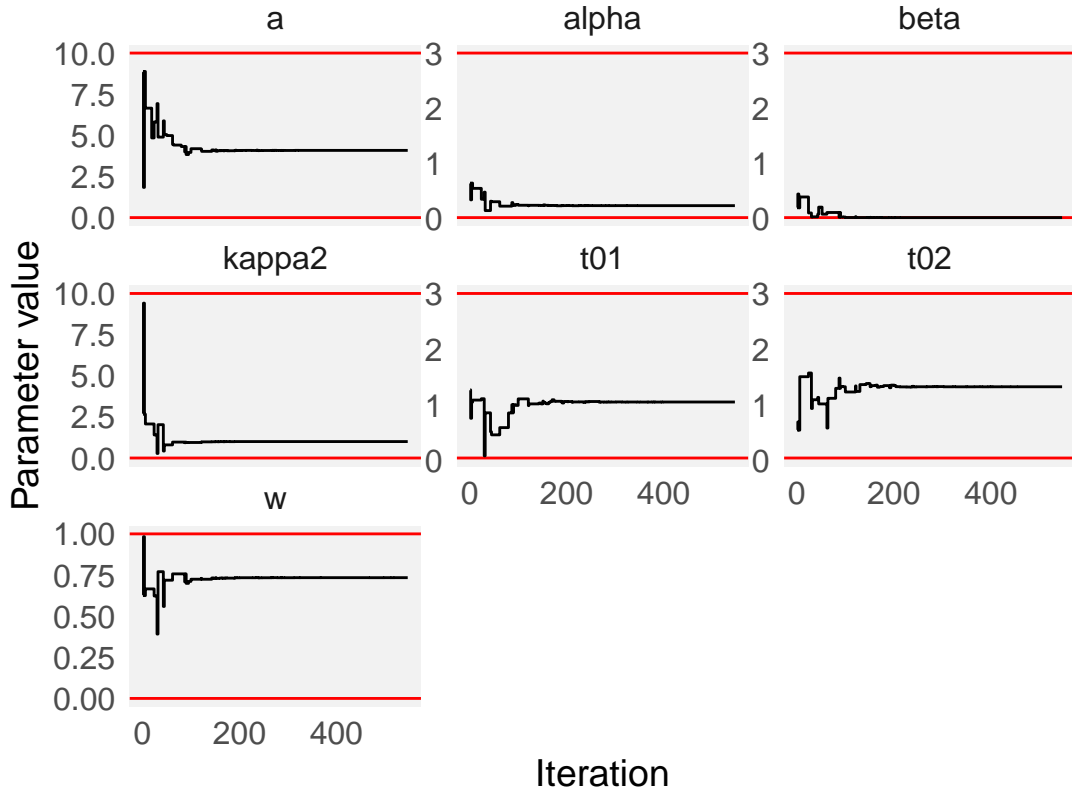 a alpha beta
10.0 3 3
7.5 2 2
5.0 1 1
2.5 0 0
0.0
kappa2 t01 t02
10.0 3 3
7.5 2 2
5.0 1 1
2.5 0 0
0.0
0 200 400 0 200 400
w
1.00
0.75
0.50
0.25
0.00
0 200 400
Parameter value
Iteration